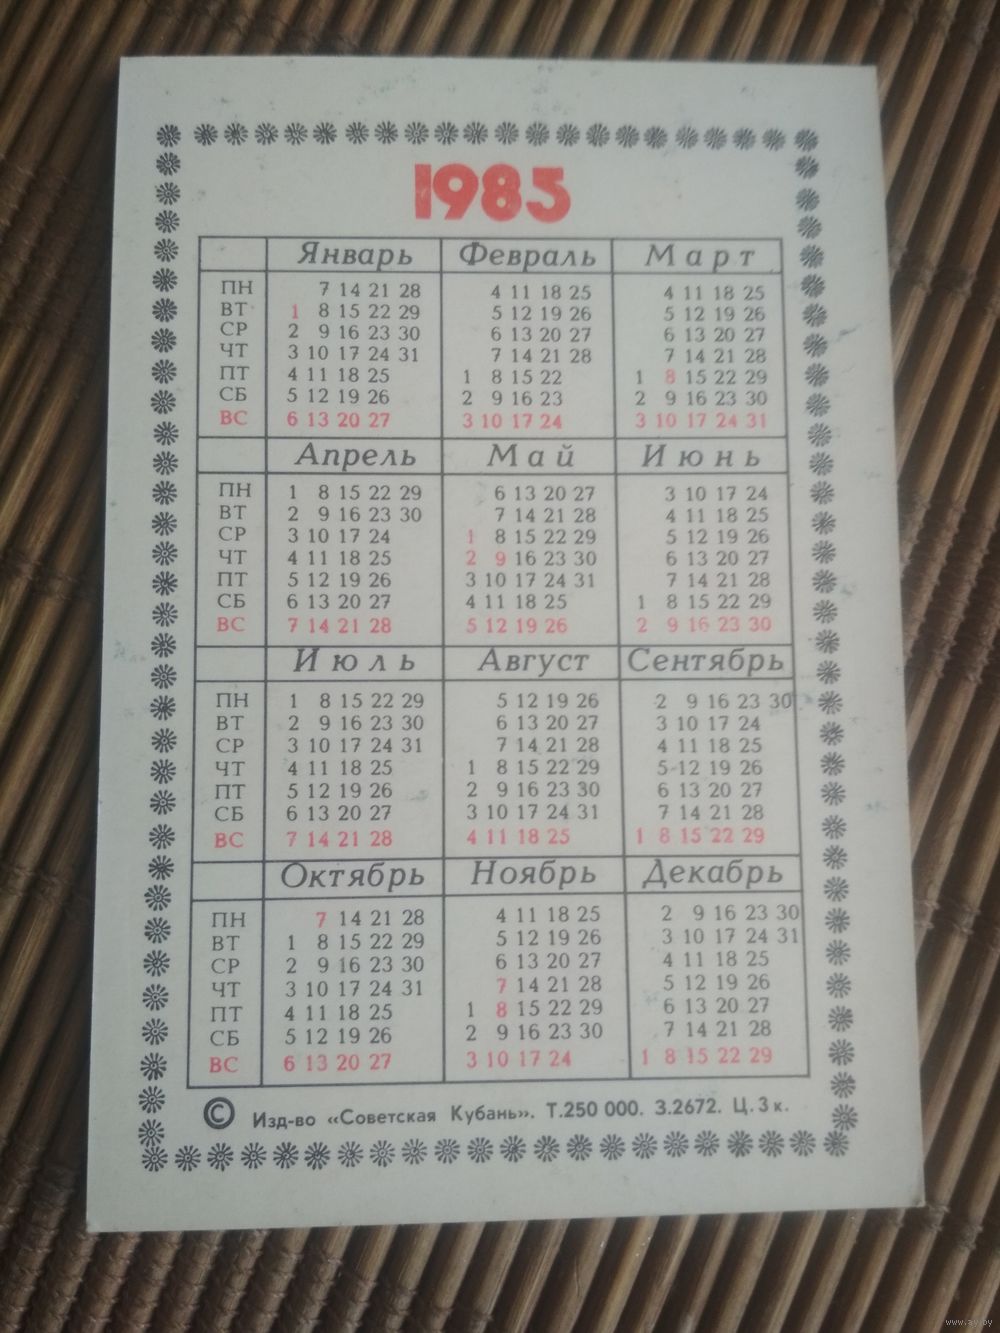 1985
Январь Февраль Март
ПН 7 14 21 28 4 11 18 25 4 11 18 25
ВТ 1 8 15 22 29 5 12 19 26 5 12 19 26
СР 2 9 16 23 30 6 13 20 27 6 13 20 27
ЧТ 3 10 17 24 31 7 14 21 28 7 14 21 28
ПТ 4 11 18 25 1 8 15 22 1 8 15 22 29
СБ 5 12 19 26 2 9 16 23 2 9 16 23 30
ВС 6 13 20 27 3 10 17 24 3 10 17 24 31
Апрель Май Июнь
ПН 1 8 15 22 29 6 13 20 27 3 10 17 24
ВТ 2 9 16 23 30 7 14 21 28 4 11 18 25
СР 3 10 17 24 1 8 15 22 29 5 12 19 26
ЧТ 4 11 18 25 2 9 16 23 30 6 13 20 27
ПТ 5 12 19 26 3 10 17 24 31 7 14 21 28
СБ 6 13 20 27 4 11 18 25 1 8 15 22 29
ВС 7 14 21 28 5 12 19 26 2 9 16 23 30
Июль Август Сентябрь
ПН 1 8 15 22 29 5 12 19 26 2 9 16 23 30
ВТ 2 9 16 23 30 6 13 20 27 3 10 17 24
СР 3 10 17 24 31 7 14 21 28 4 11 18 25
ЧТ 4 11 18 25 1 8 15 22 29 5 12 19 26
ПТ 5 12 19 26 2 9 16 23 30 6 13 20 27
СБ 6 13 20 27 3 10 17 24 31 7 14 21 28
ВС 7 14 21 28 4 11 18 25 1 8 15 22 29
Октябрь Ноябрь Декабрь
ПН 7 14 21 28 4 11 18 25 2 9 16 23 30
ВТ 1 8 15 22 29 5 12 19 26 3 10 17 24 31
СР 2 9 16 23 30 6 13 20 27 4 11 18 25
ЧТ 3 10 17 24 31 7 14 21 28 5 12 19 26
ПТ 4 11 18 25 1 8 15 22 29 6 13 20 27
СБ 5 12 19 26 2 9 16 23 30 7 14 21 28
ВС 6 13 20 27 3 10 17 24 1 8 15 22 29
© Изд-во «Советская Кубань». Т.250 000. З.2672. Ц. 3 к.
www.ay.by